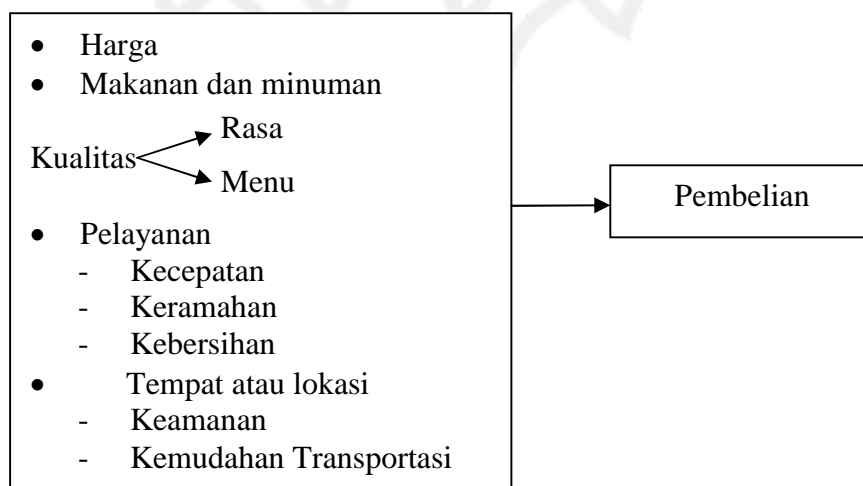 • Harga
• Makanan dan minuman
Rasa
Kualitas
Menu
• Pelayanan
- Kecepatan
- Keramahan
- Kebersihan
• Tempat atau lokasi
- Keamanan
- Kemudahan Transportasi
Pembelian